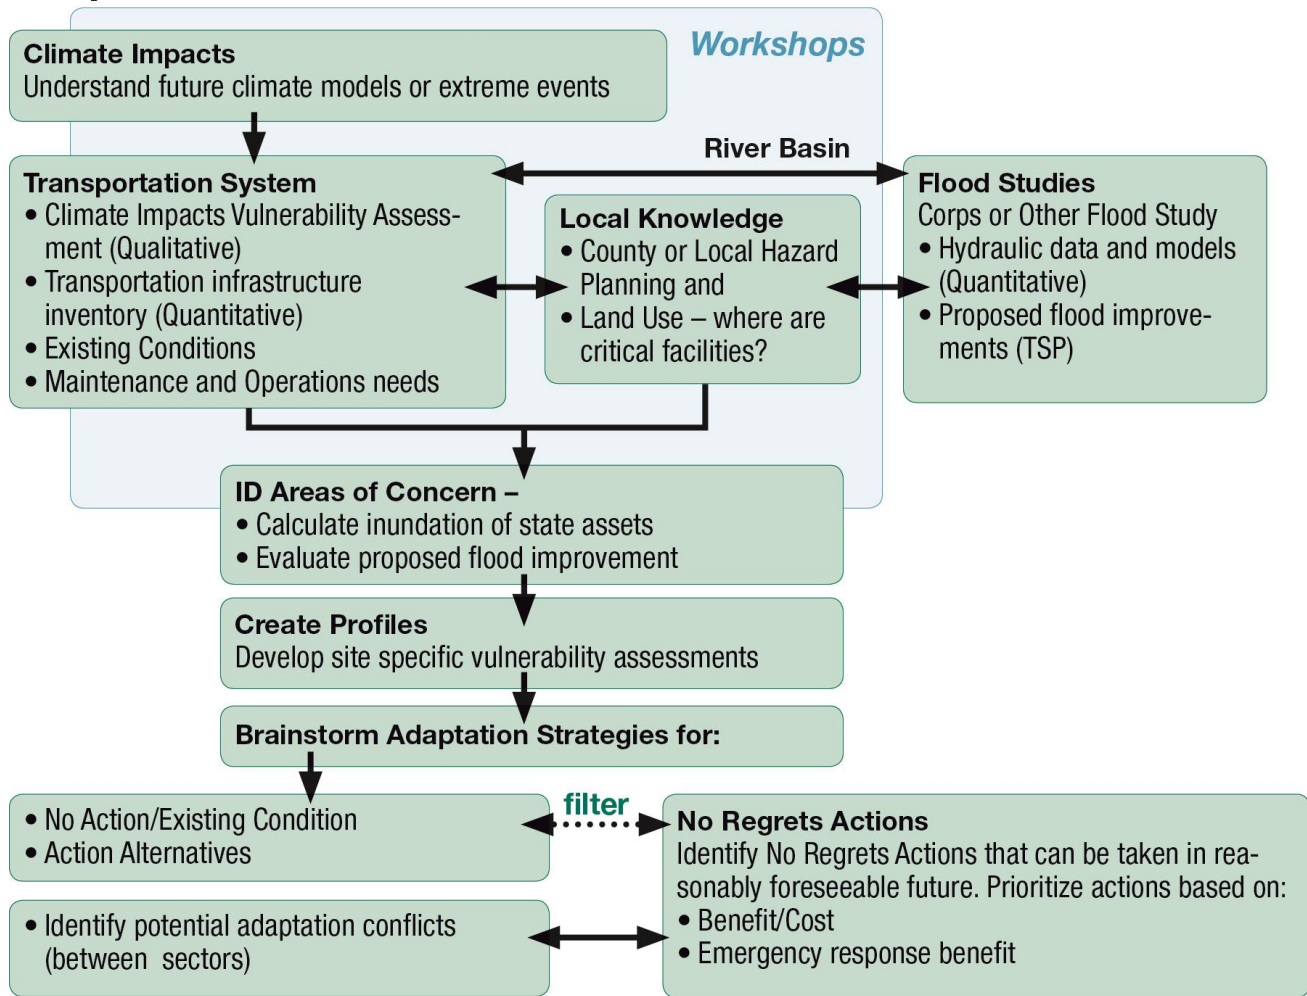 Workshops
Climate Impacts
Understand future climate models or extreme events
River Basin
Transportation System
• Climate Impacts Vulnerability Assess-
ment (Qualitative)
• Transportation infrastructure
inventory (Quantitative)
• Existing Conditions
• Maintenance and Operations needs
Local Knowledge
• County or Local Hazard
Planning and
• Land Use – where are
critical facilities?
Flood Studies
Corps or Other Flood Study
• Hydraulic data and models
(Quantitative)
• Proposed flood improve-
ments (TSP)
ID Areas of Concern –
• Calculate inundation of state assets
• Evaluate proposed flood improvement
Create Profiles
Develop site specific vulnerability assessments
Brainstorm Adaptation Strategies for:
• No Action/Existing Condition
• Action Alternatives
filter
No Regrets Actions
Identify No Regrets Actions that can be taken in rea-
sonably foreseeable future. Prioritize actions based on:
• Benefit/Cost
• Emergency response benefit
• Identify potential adaptation conflicts
(between sectors)